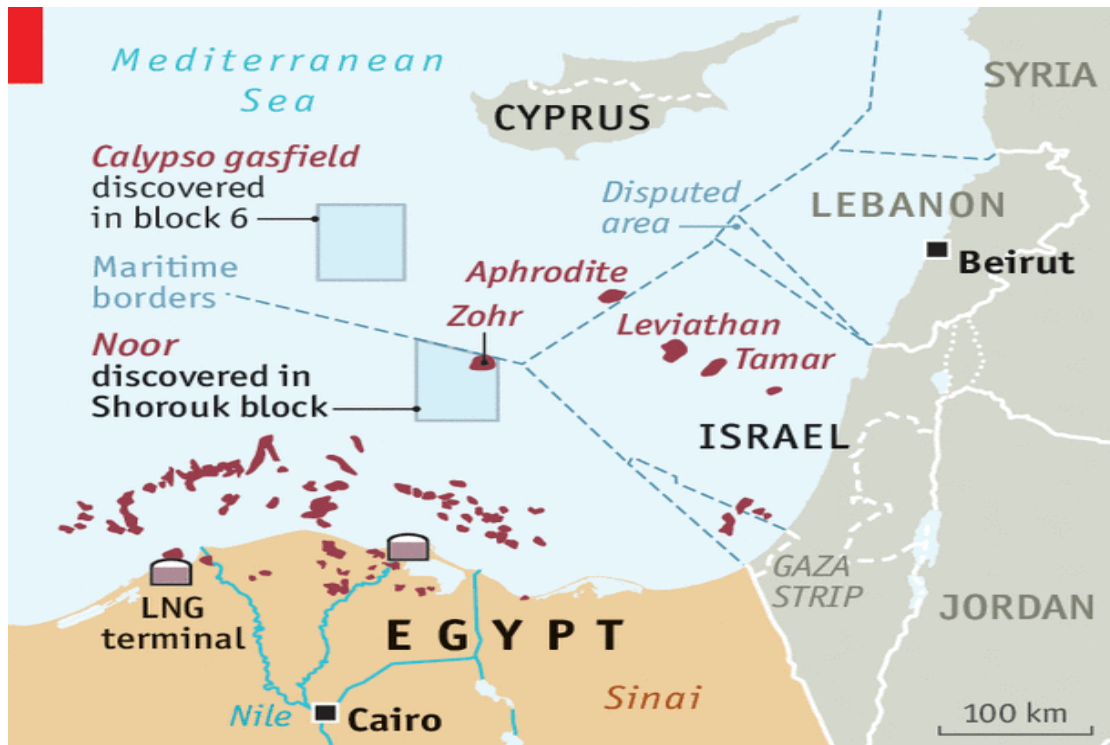 Mediterranean
Sea
SYRIA
CYPRUS
Calypso gasfield
discovered
in block 6
Disputed
area
LEBANON
Beirut
Maritime
borders
Aphrodite
Zohr
Leviathan
Tamar
Noor
discovered in
Shorouk block
ISRAEL
GAZA
STRIP
JORDAN
LNG
terminal
EGYPT
Sinai
Nile
Cairo
100 km